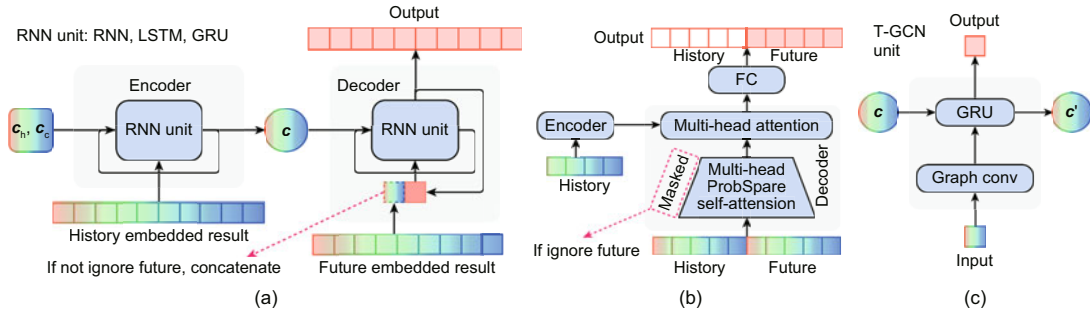 RNN unit: RNN, LSTM, GRU
Output
Encoder
Decoder
c_h, c_c
RNN unit
c
RNN unit
History embedded result
If not ignore future, concatenate
Future embedded result
(a)
Output
History
Future
FC
Encoder
Multi-head attention
History
Masked
Multi-head
ProbSpare
self-attension
Decoder
If ignore future
History
Future
(b)
T-GCN
unit
Output
c
GRU
c'
Graph conv
Input
(c)